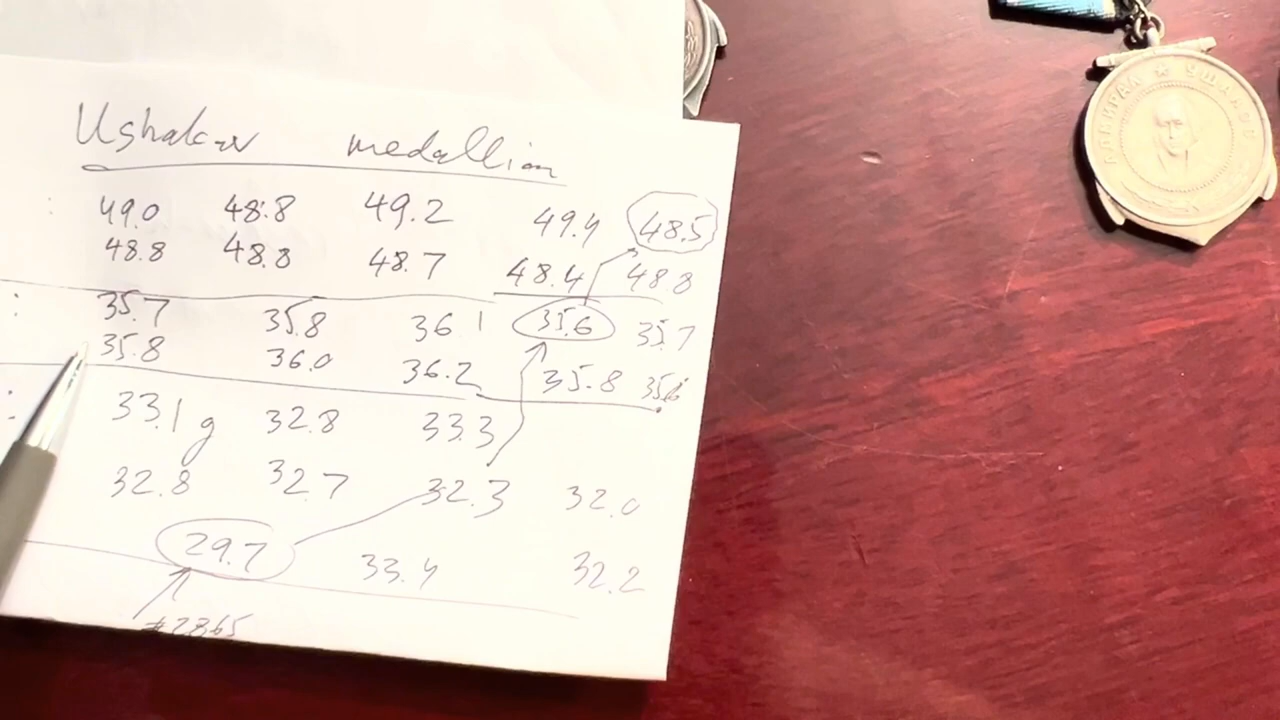 Ushakov medallion
: 49.0 48.8 49.2 49.4 48.5
48.8 48.8 48.7 48.4 48.8
: 35.7 35.8 36.1 35.6 35.7
35.8 36.0 36.2 35.8 35.6
: 33.1g 32.8 33.3
32.8 32.7 32.3 32.0
29.7 33.4 32.2
#2865
АДМИРАЛ ★ УШАКОВ